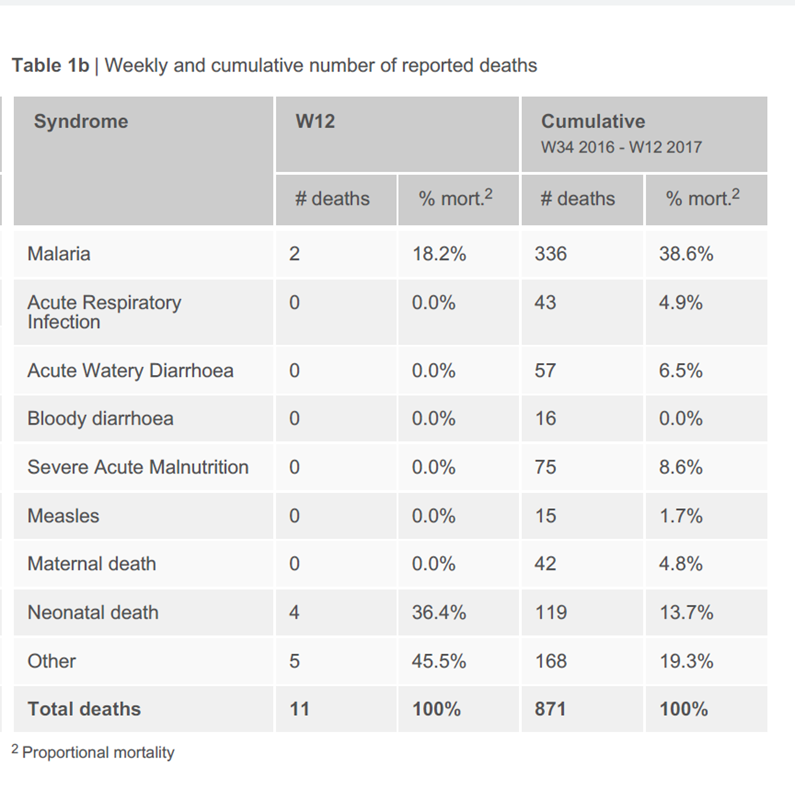 Table 1b | Weekly and cumulative number of reported deaths
Syndrome W12 Cumulative
W34 2016 - W12 2017
# deaths % mort.2 # deaths % mort.2
Malaria 2 18.2% 336 38.6%
Acute Respiratory
Infection 0 0.0% 43 4.9%
Acute Watery Diarrhoea 0 0.0% 57 6.5%
Bloody diarrhoea 0 0.0% 16 0.0%
Severe Acute Malnutrition 0 0.0% 75 8.6%
Measles 0 0.0% 15 1.7%
Maternal death 0 0.0% 42 4.8%
Neonatal death 4 36.4% 119 13.7%
Other 5 45.5% 168 19.3%
Total deaths 11 100% 871 100%
2 Proportional mortality